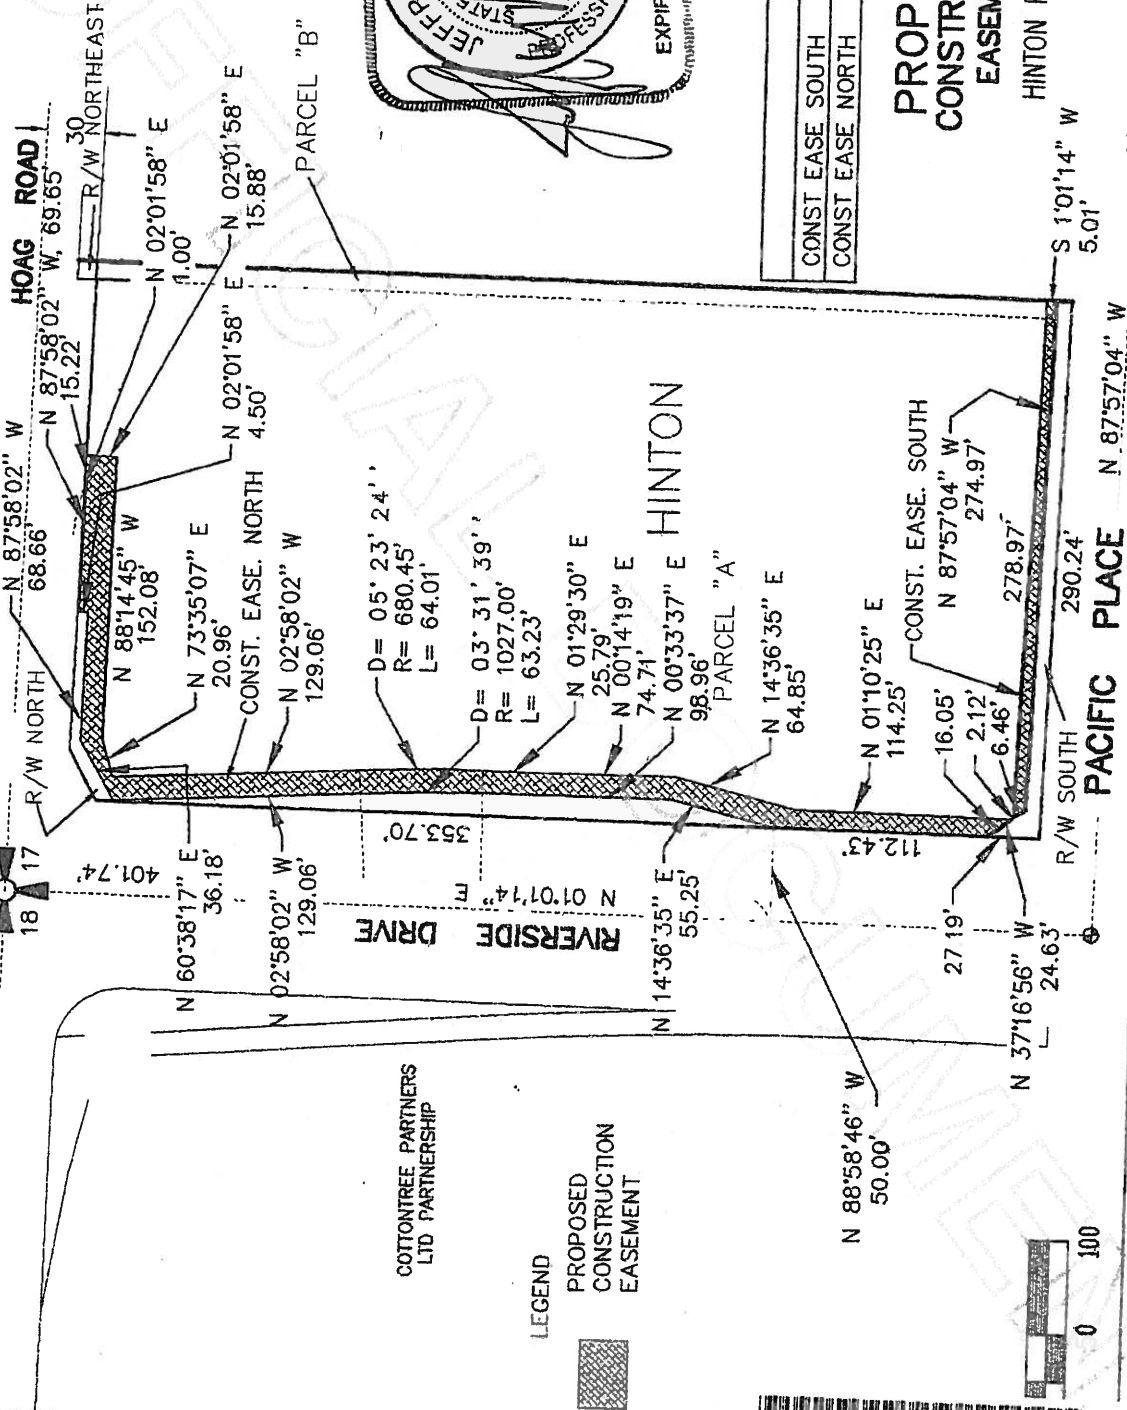 HOAG ROAD
N 87°58'02" W
68.66'
N 87°58'02" W, 69.65'
N 87°58'02" W
15.22'
30
R/W NORTHEAST
N 02°01'58" E
1.00'
N 02°01'58" E
15.88'
N 02°01'58" E
4.50'
PARCEL "B"
R/W NORTH
18 17
401.74'
N 88°14'45" W
152.08'
N 73°35'07" E
20.96'
CONST. EASE. NORTH
N 02°58'02" W
129.06'
N 60°38'17" E
36.18'
N 02°58'02" W
129.06'
D= 05° 23' 24''
R= 680.45'
L= 64.01'
D= 03° 31' 39''
R= 1027.00'
L= 63.23'
353.70'
N 01°01'14" E
RIVERSIDE DRIVE
N 01°29'30" E
25.79'
N 00°14'19" E
74.71'
N 00°33'37" E
98.96'
HINTON
PARCEL "A"
N 14°36'35" E
64.85'
N 14°36'35" E
55.25'
N 01°10'25" E
114.25'
112.43'
CONST. EASE. SOUTH
N 87°57'04" W
274.97'
16.05'
2.12'
6.46'
278.97'
290.24'
27.19'
N 37°16'56" W
24.63'
R/W SOUTH
PACIFIC PLACE
N 87°57'04" W
S 1°01'14" W
5.01'
N 88°58'46" W
50.00'
COTTONTREE PARTNERS
LTD PARTNERSHIP
LEGEND
PROPOSED
CONSTRUCTION
EASEMENT
0 100
JEFFR
STATE
PROFESSI
EXPIR
CONST EASE SOUTH
CONST EASE NORTH
PROP
CONSTR
EASEM
HINTON